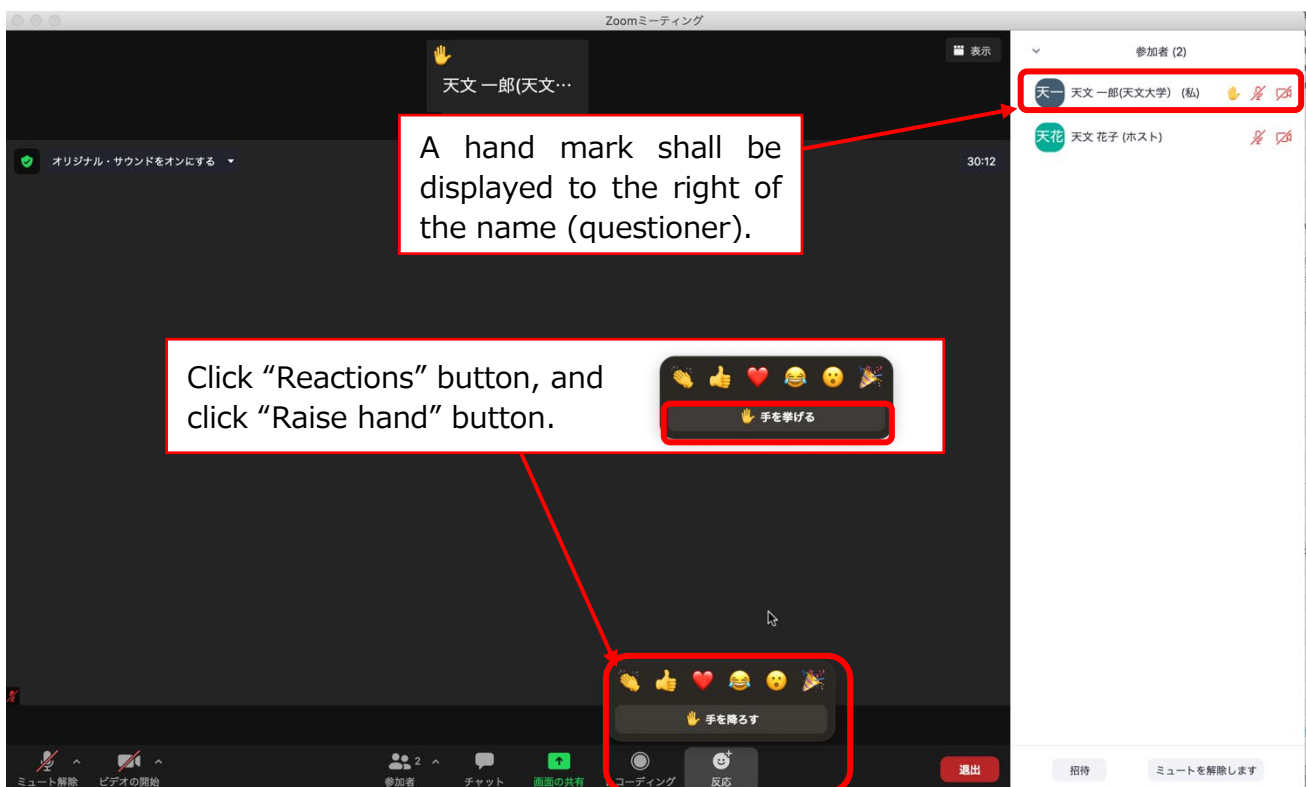 Zoomミーティング
天文 一郎(天文…
表示
参加者 (2)
天一 天文 一郎(天文大学） (私)
天花 天文 花子 (ホスト)
オリジナル・サウンドをオンにする
30:12
A hand mark shall be
displayed to the right of
the name (questioner).
Click “Reactions” button, and
click “Raise hand” button.
手を挙げる
手を降ろす
ミュート解除
ビデオの開始
2
参加者
チャット
画面の共有
コーディング
反応
退出
招待
ミュートを解除します